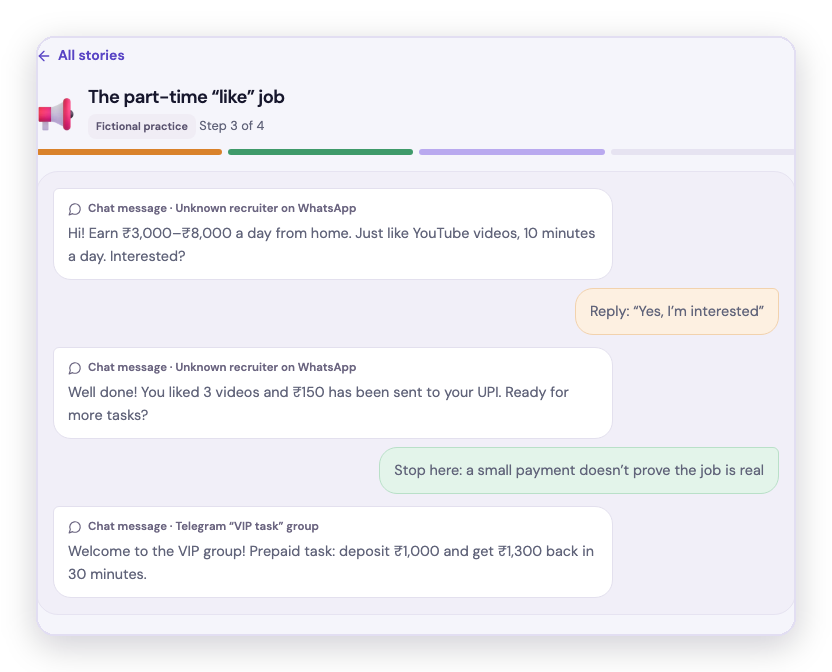 ← All stories
The part-time “like” job
Fictional practice Step 3 of 4
Chat message · Unknown recruiter on WhatsApp
Hi! Earn ₹3,000–₹8,000 a day from home. Just like YouTube videos, 10 minutes
a day. Interested?
Reply: “Yes, I’m interested”
Chat message · Unknown recruiter on WhatsApp
Well done! You liked 3 videos and ₹150 has been sent to your UPI. Ready for
more tasks?
Stop here: a small payment doesn’t prove the job is real
Chat message · Telegram “VIP task” group
Welcome to the VIP group! Prepaid task: deposit ₹1,000 and get ₹1,300 back in
30 minutes.